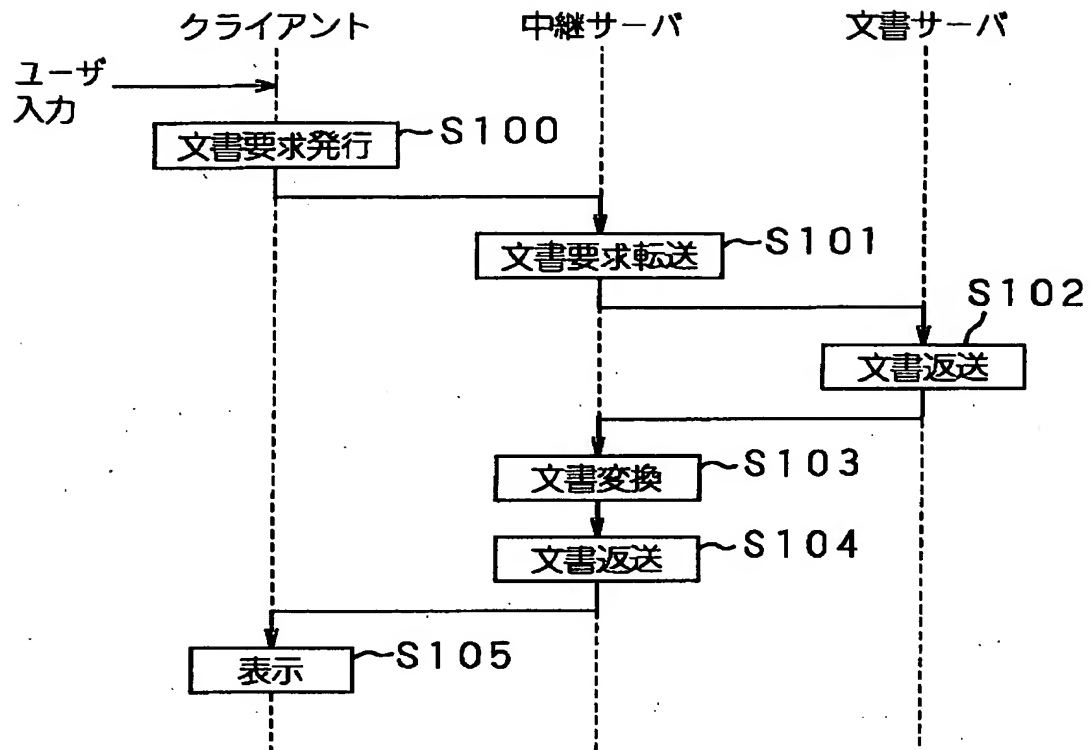 クライアント
中継サーバ
文書サーバ
ユーザ
入力
文書要求発行
S100
文書要求転送
S101
S102
文書返送
文書変換
S103
文書返送
S104
表示
S105